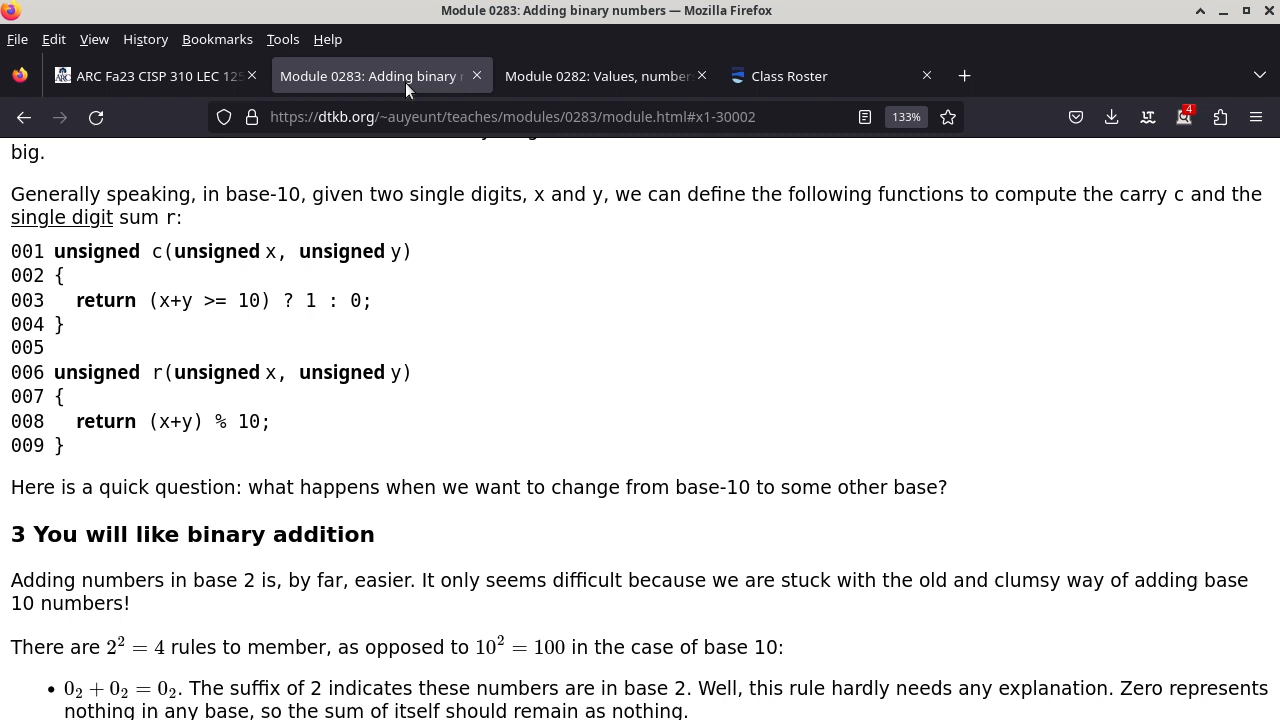 Module 0283: Adding binary numbers — Mozilla Firefox
File Edit View History Bookmarks Tools Help
ARC Fa23 CISP 310 LEC 125
Module 0283: Adding binary
Module 0282: Values, number
Class Roster
https://dtkb.org/~auyeunt/teaches/modules/0283/module.html#x1-30002
133%
4
big.
Generally speaking, in base-10, given two single digits, x and y, we can define the following functions to compute the carry c and the
single digit sum r:
001 unsigned c(unsigned x, unsigned y)
002 {
003 return (x+y >= 10) ? 1 : 0;
004 }
005
006 unsigned r(unsigned x, unsigned y)
007 {
008 return (x+y) % 10;
009 }
Here is a quick question: what happens when we want to change from base-10 to some other base?
3 You will like binary addition
Adding numbers in base 2 is, by far, easier. It only seems difficult because we are stuck with the old and clumsy way of adding base
10 numbers!
There are 2² = 4 rules to member, as opposed to 10² = 100 in the case of base 10:
• 0₂ + 0₂ = 0₂. The suffix of 2 indicates these numbers are in base 2. Well, this rule hardly needs any explanation. Zero represents
nothing in any base, so the sum of itself should remain as nothing.